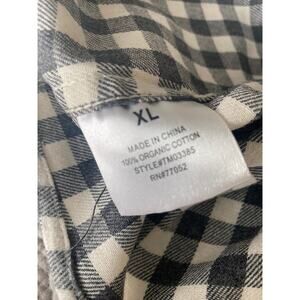 XL
MADE IN CHINA
100% ORGANIC COTTON
STYLE#TM03385
RN#77052